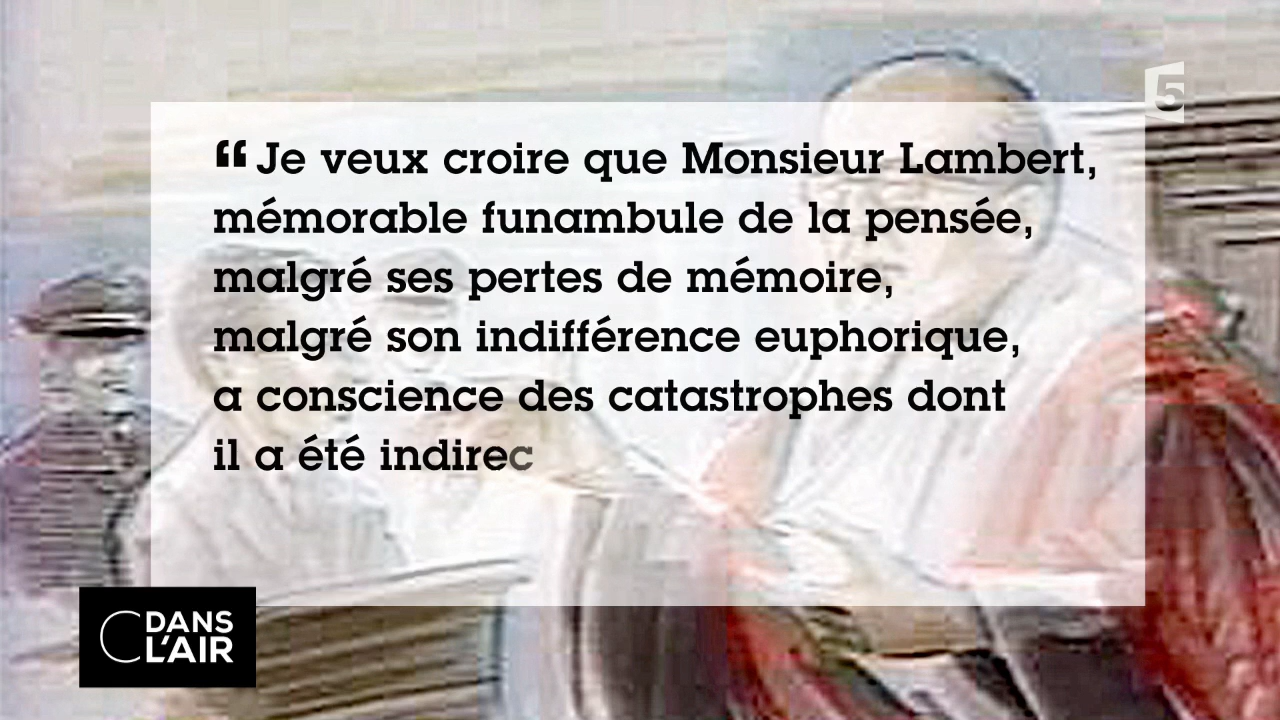 5
“ Je veux croire que Monsieur Lambert,
mémorable funambule de la pensée,
malgré ses pertes de mémoire,
malgré son indifférence euphorique,
a conscience des catastrophes dont
il a été indirec
C DANS
L'AIR